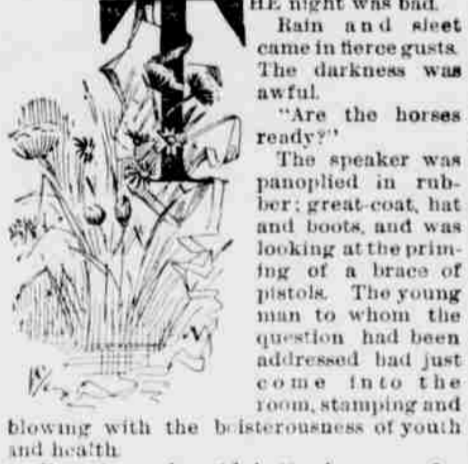 THE night was bad.
Rain and sleet
came in fierce gusts.
The darkness was
awful.
"Are the horses
ready?"
The speaker was
panoplied in rub-
ber; great-coat, hat
and boots, and was
looking at the prim-
ing of a brace of
pistols. The young
man to whom the
question had been
addressed had just
come into the
room, stamping and
blowing with the boisterousness of youth
and health.